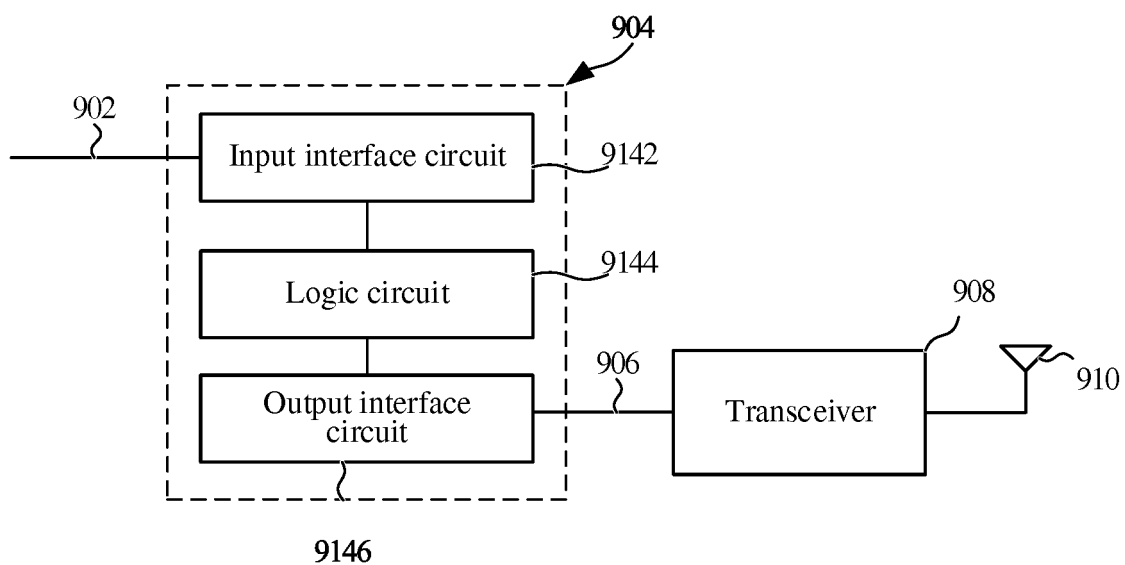 904
902
Input interface circuit
9142
9144
Logic circuit
908
906
910
Output interface
circuit
Transceiver
9146